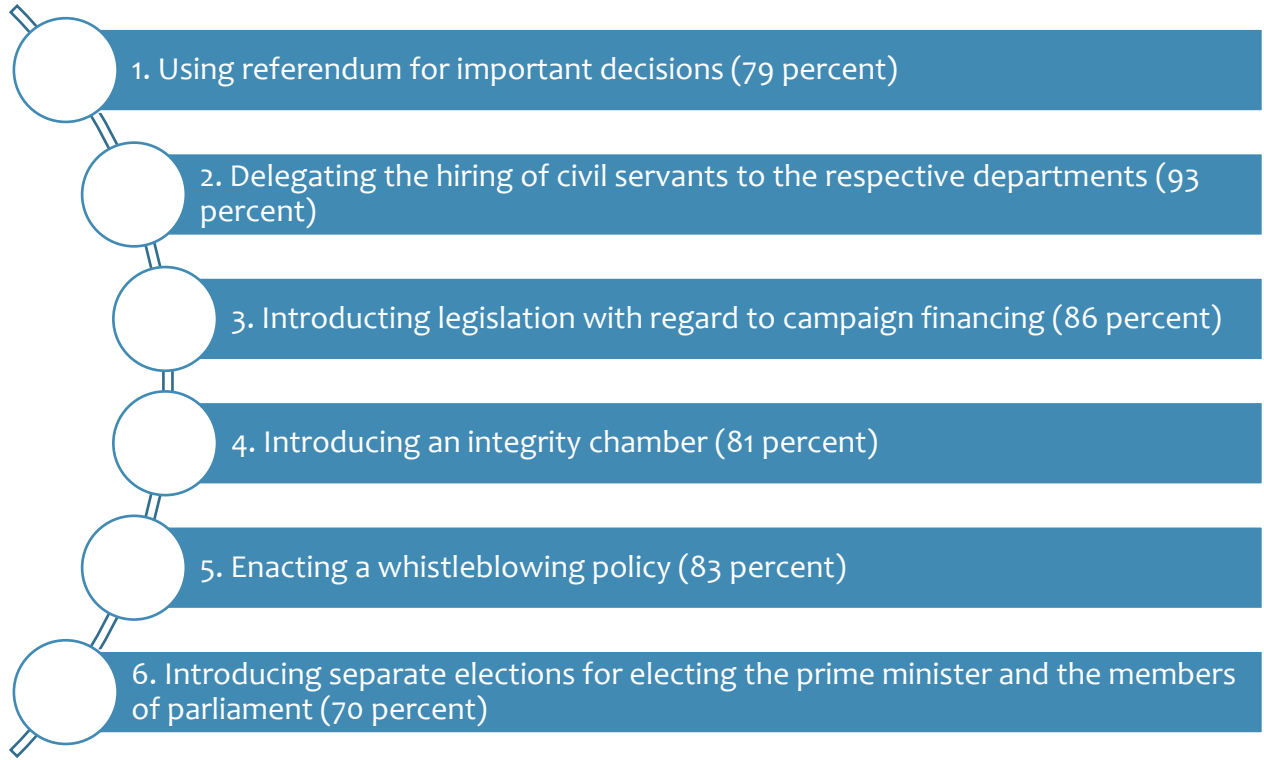 1. Using referendum for important decisions (79 percent)
2. Delegating the hiring of civil servants to the respective departments (93
percent)
3. Introducting legislation with regard to campaign financing (86 percent)
4. Introducing an integrity chamber (81 percent)
5. Enacting a whistleblowing policy (83 percent)
6. Introducing separate elections for electing the prime minister and the members
of parliament (70 percent)